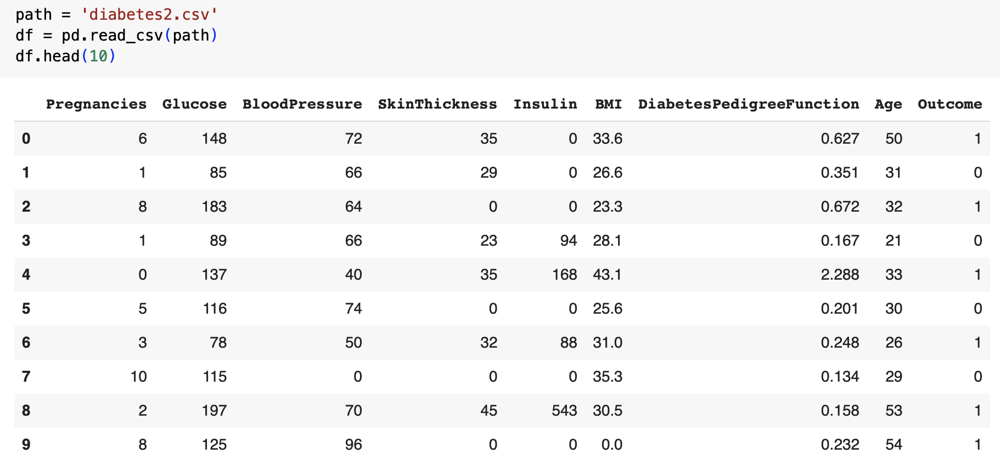 path = 'diabetes2.csv'
df = pd.read_csv(path)
df.head(10)
Pregnancies Glucose BloodPressure SkinThickness Insulin BMI DiabetesPedigreeFunction Age Outcome
0 6 148 72 35 0 33.6 0.627 50 1
1 1 85 66 29 0 26.6 0.351 31 0
2 8 183 64 0 0 23.3 0.672 32 1
3 1 89 66 23 94 28.1 0.167 21 0
4 0 137 40 35 168 43.1 2.288 33 1
5 5 116 74 0 0 25.6 0.201 30 0
6 3 78 50 32 88 31.0 0.248 26 1
7 10 115 0 0 0 35.3 0.134 29 0
8 2 197 70 45 543 30.5 0.158 53 1
9 8 125 96 0 0 0.0 0.232 54 1